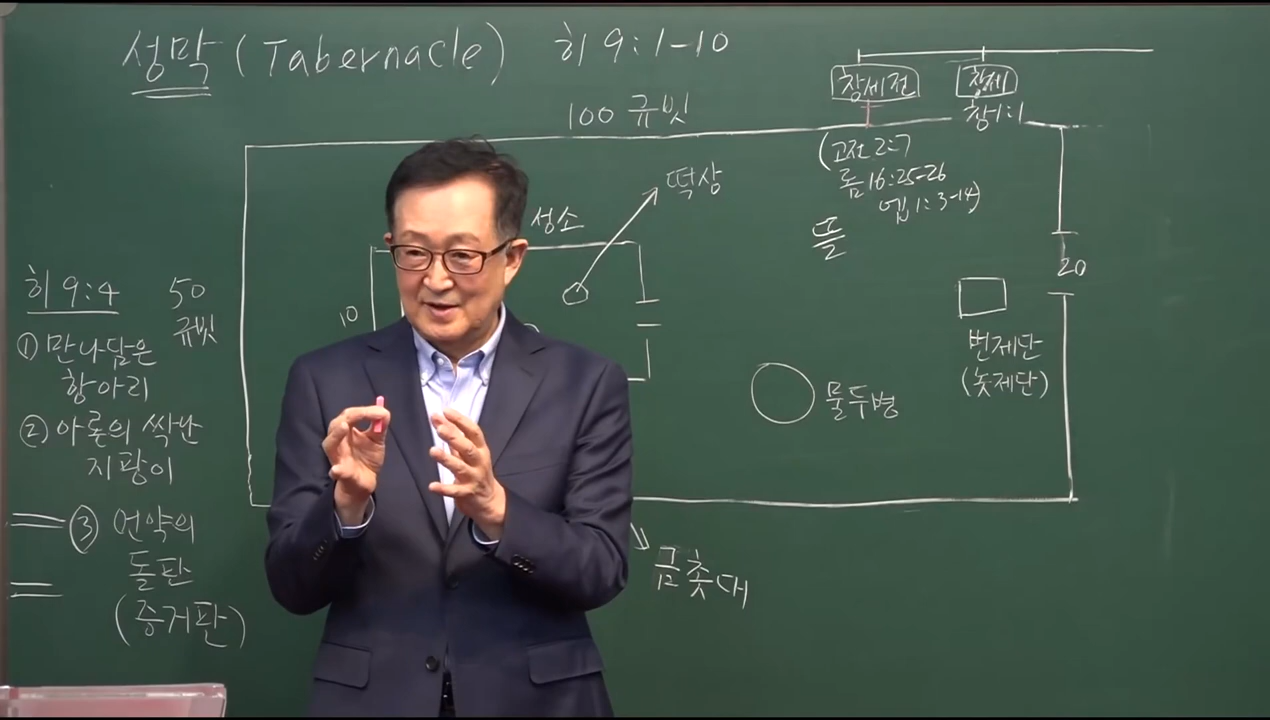 성막 (Tabernacle) 히 9:1-10
창세전 창세
창 1:1
100 규빗
(고전 2:7
롬 16:25-26
엡 1:3-14)
떡상
성소
뜰
20
히 9:4 50
규빗
10
① 만나담은
항아리
번제단
(놋제단)
물두멍
② 아론의 싹난
지팡이
③ 언약의
돌판
(증거판)
금촛대